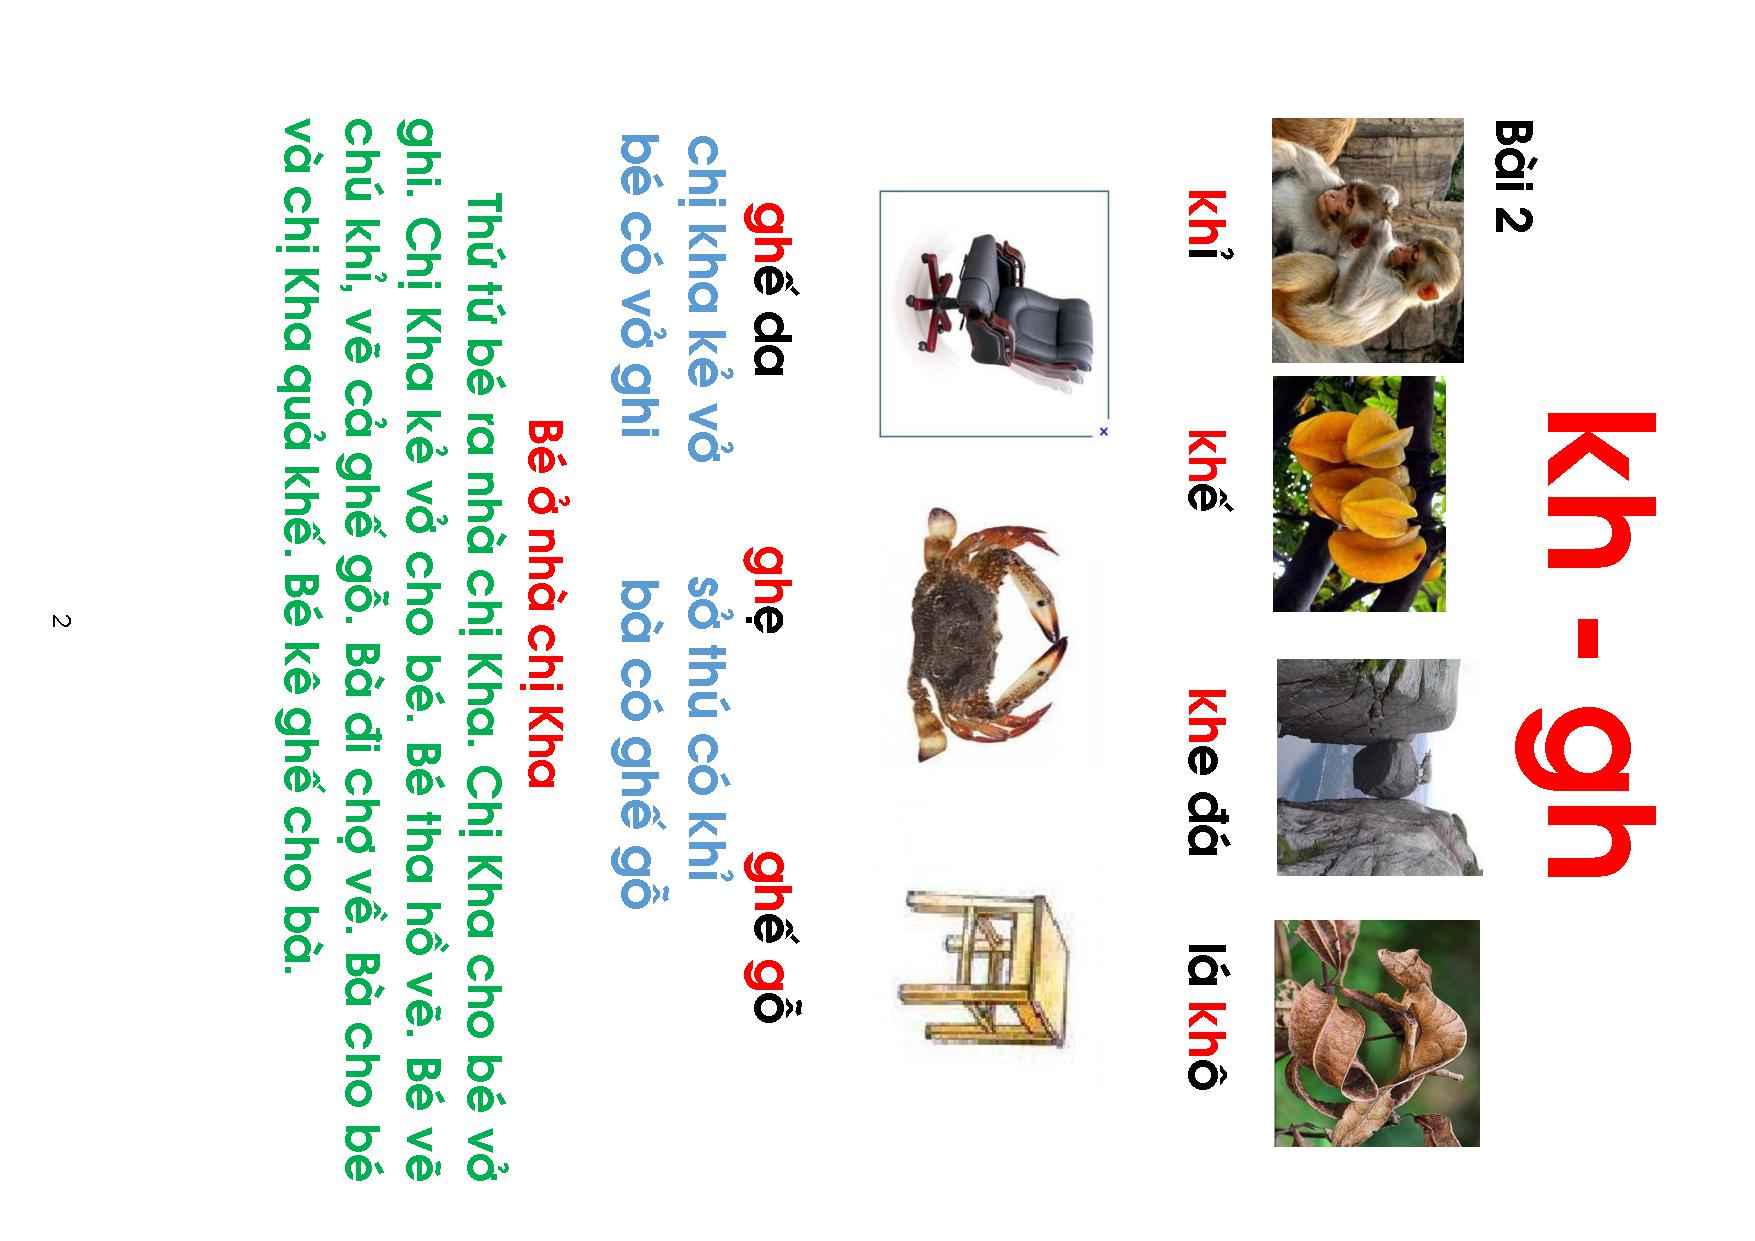 kh - gh
Bài 2
khỉ khế khe đá lá khô
ghế da ghẹ ghế gỗ
chị kha kẻ vở sở thú có khỉ
bé có vở ghi bà có ghế gỗ
Bé ở nhà chị Kha
Thứ tứ bé ra nhà chị Kha. Chị Kha cho bé vở
ghi. Chị Kha kẻ vở cho bé. Bé tha hồ vẽ. Bé vẽ
chú khỉ, vẽ cả ghế gỗ. Bà đi chợ về. Bà cho bé
và chị Kha quả khế. Bé kê ghế cho bà.
2